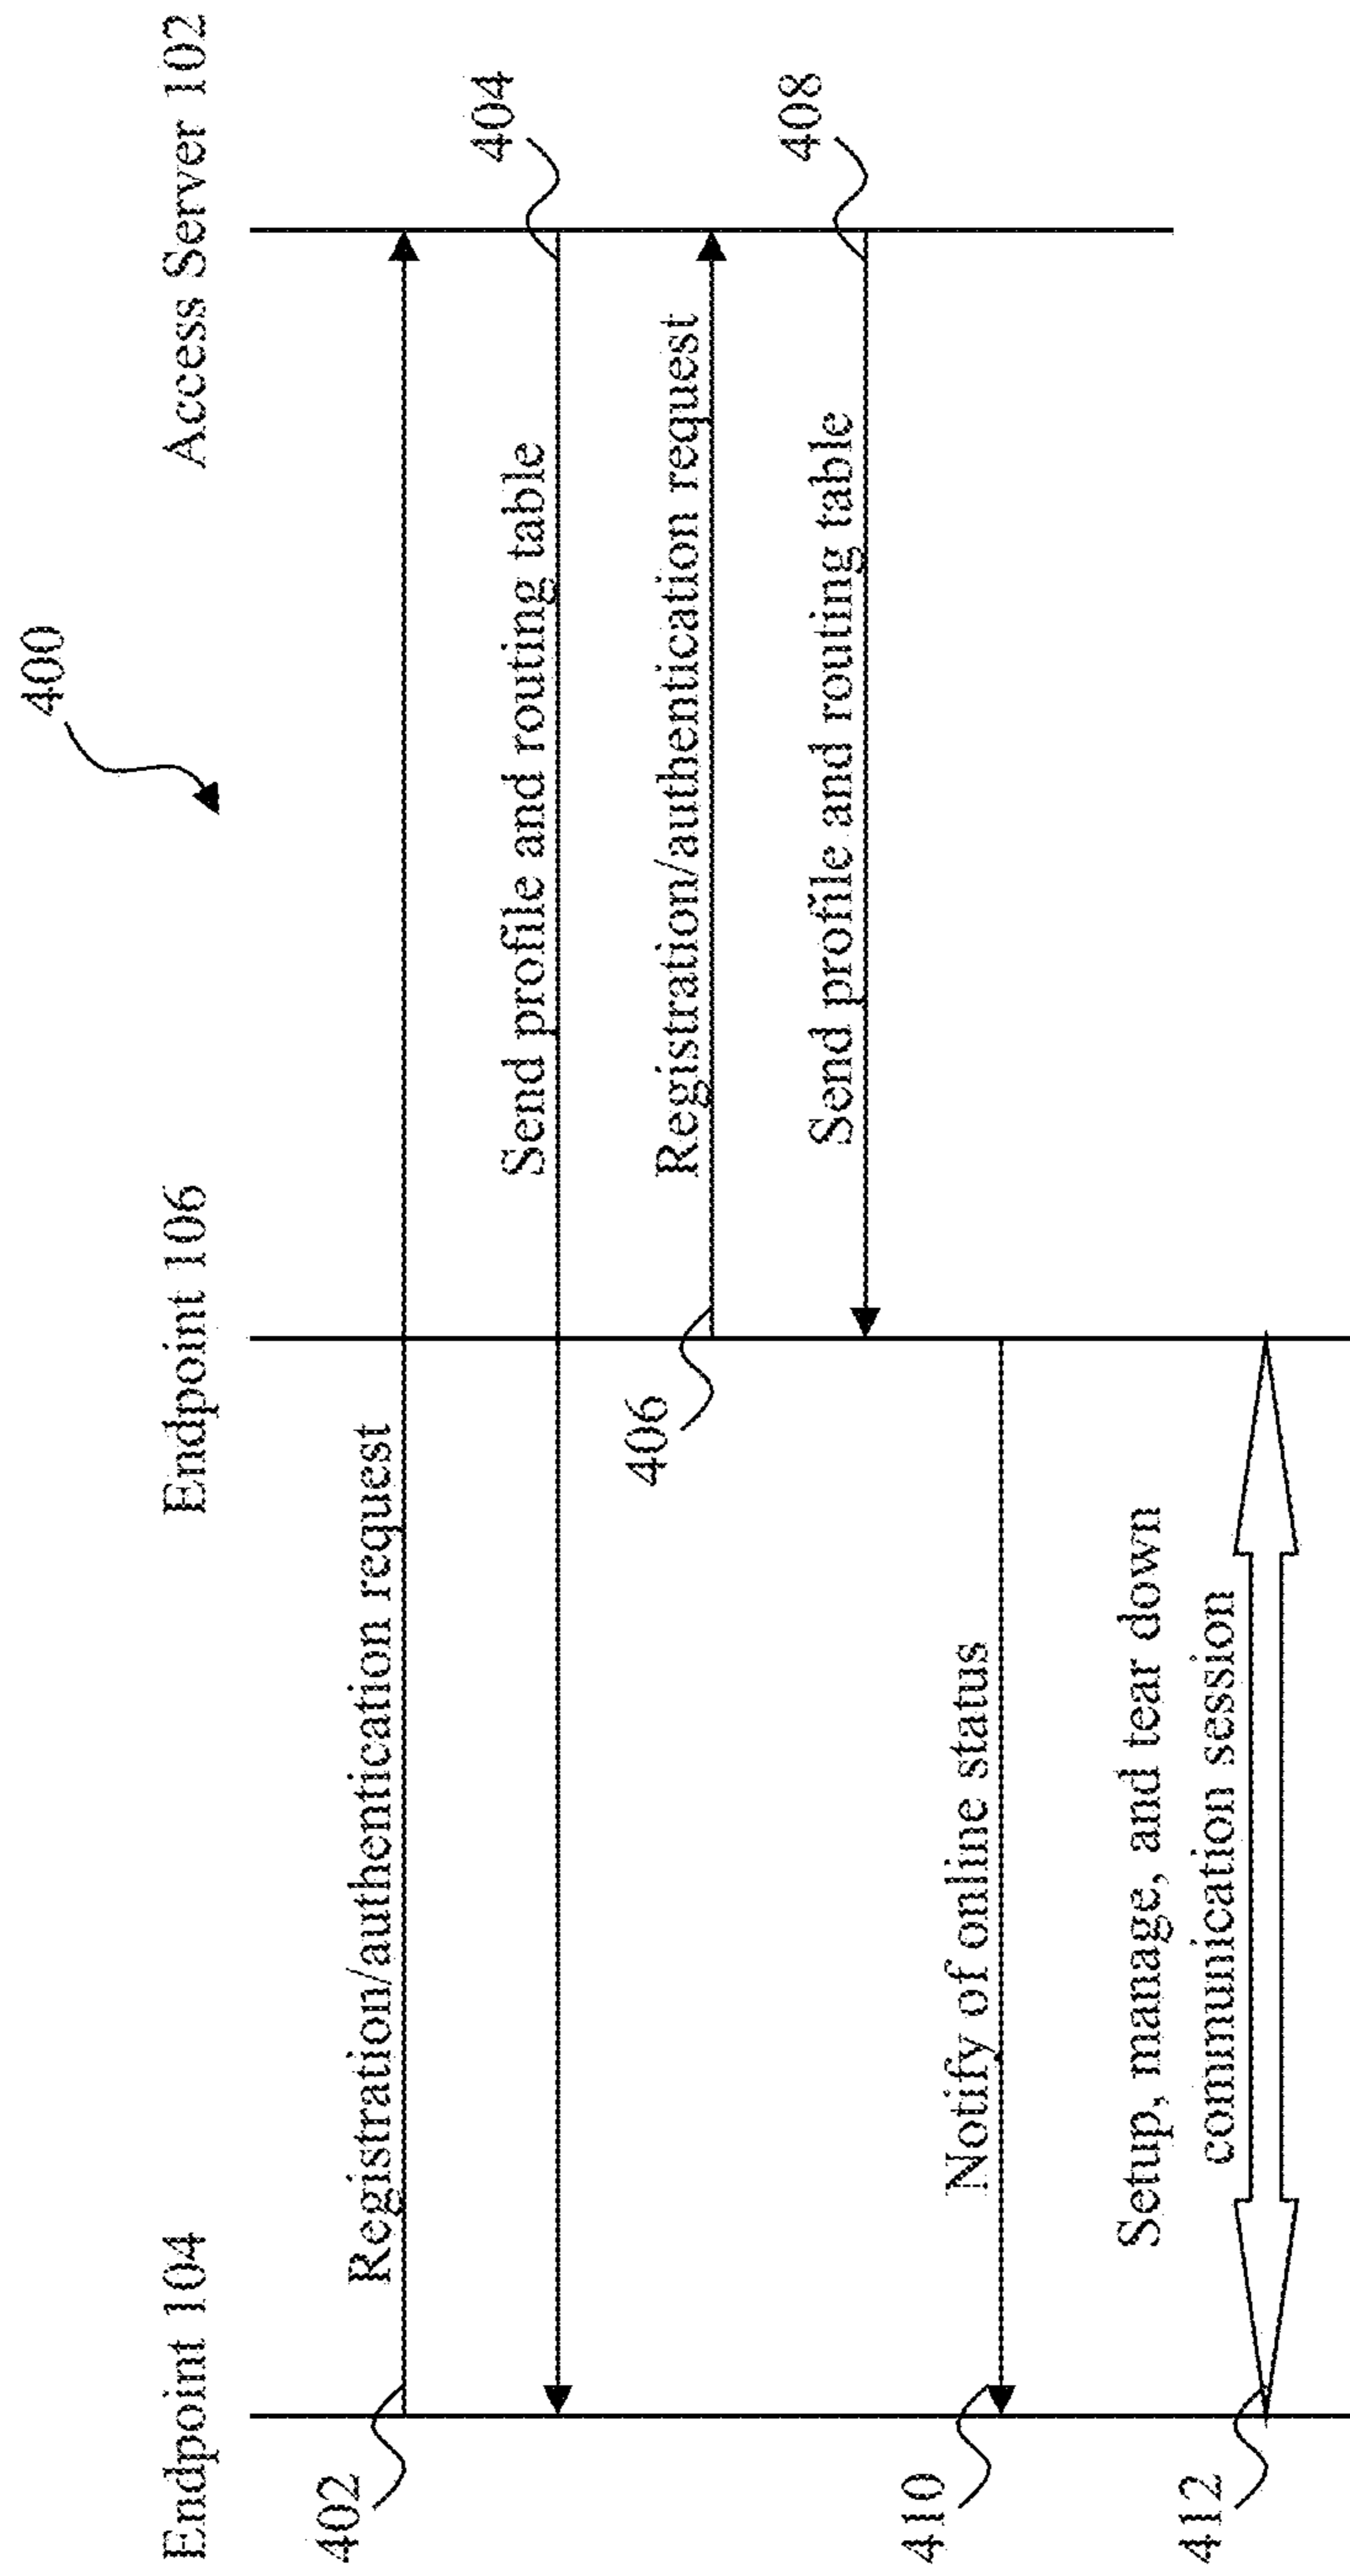 400
Endpoint 104
Endpoint 106
Access Server 102
402
Registration/authentication request
404
Send profile and routing table
406
Registration/authentication request
408
Send profile and routing table
410
Notify of online status
412
Setup, manage, and tear down
communication session